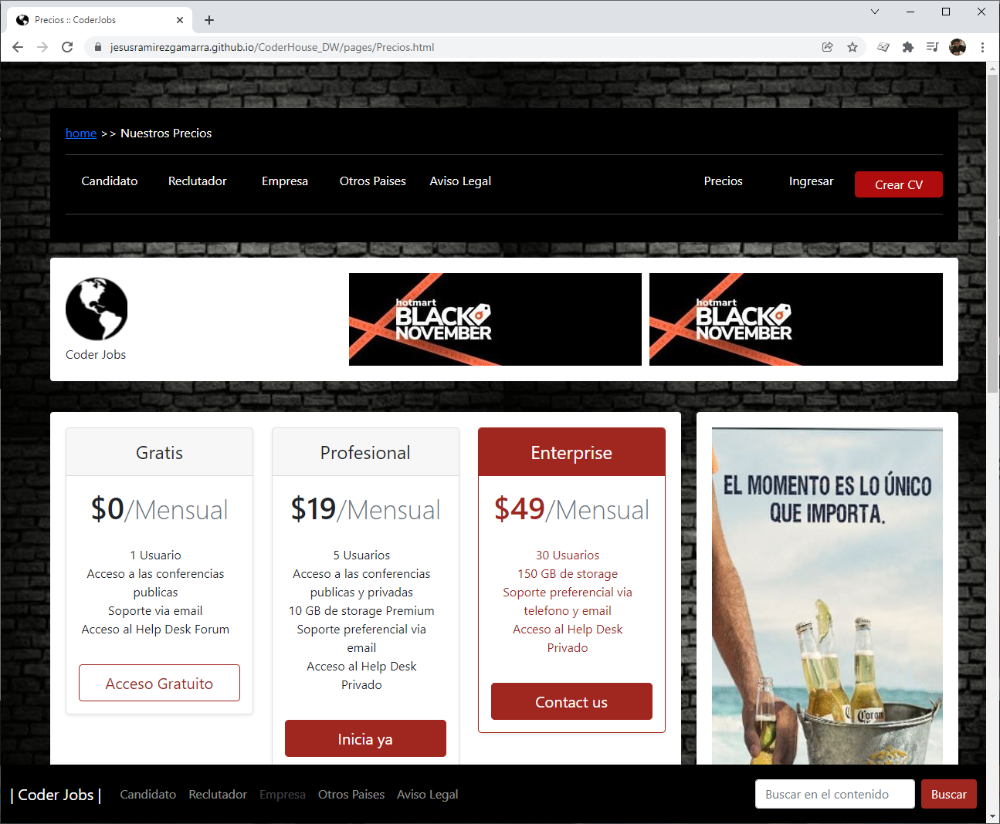 Precios :: CoderJobs
jesusramirezgamarra.github.io/CoderHouse_DW/pages/Precios.html
home >> Nuestros Precios
Candidato Reclutador Empresa Otros Paises Aviso Legal Precios Ingresar Crear CV
Coder Jobs
hotmart
BLACK
NOVEMBER
hotmart
BLACK
NOVEMBER
Gratis
$0/Mensual
1 Usuario
Acceso a las conferencias
publicas
Soporte via email
Acceso al Help Desk Forum
Acceso Gratuito
Profesional
$19/Mensual
5 Usuarios
Acceso a las conferencias
publicas y privadas
10 GB de storage Premium
Soporte preferencial via
email
Acceso al Help Desk
Privado
Inicia ya
Enterprise
$49/Mensual
30 Usuarios
150 GB de storage
Soporte preferencial via
telefono y email
Acceso al Help Desk
Privado
Contact us
EL MOMENTO ES LO ÚNICO
QUE IMPORTA.
| Coder Jobs | Candidato Reclutador Empresa Otros Paises Aviso Legal Buscar en el contenido Buscar